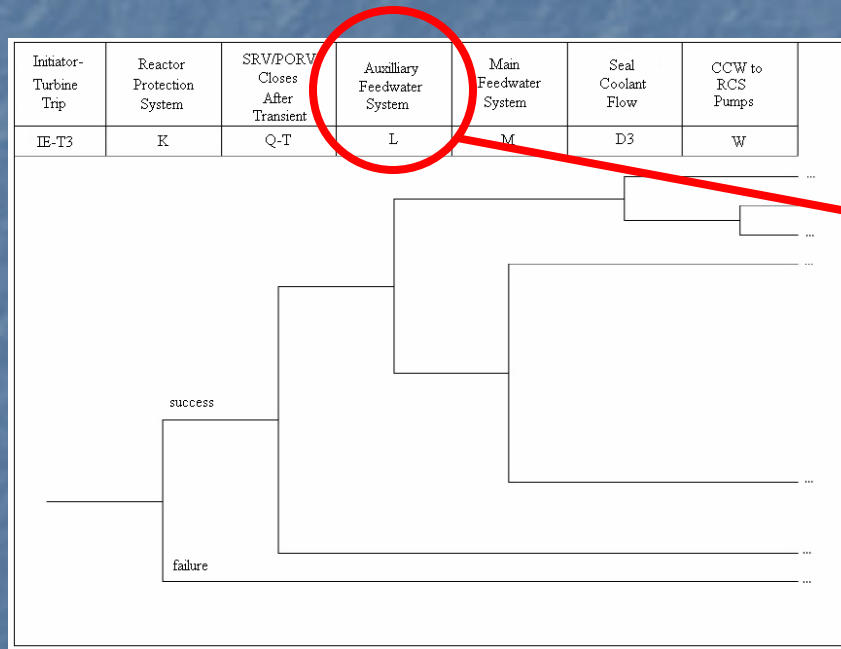 Initiator-
Turbine
Trip
Reactor
Protection
System
SRV/PORV
Closes
After
Transient
Auxilliary
Feedwater
System
Main
Feedwater
System
Seal
Coolant
Flow
CCW to
RCS
Pumps
IE-T3
K
Q-T
L
M
D3
W
...
...
...
success
...
...
failure
...